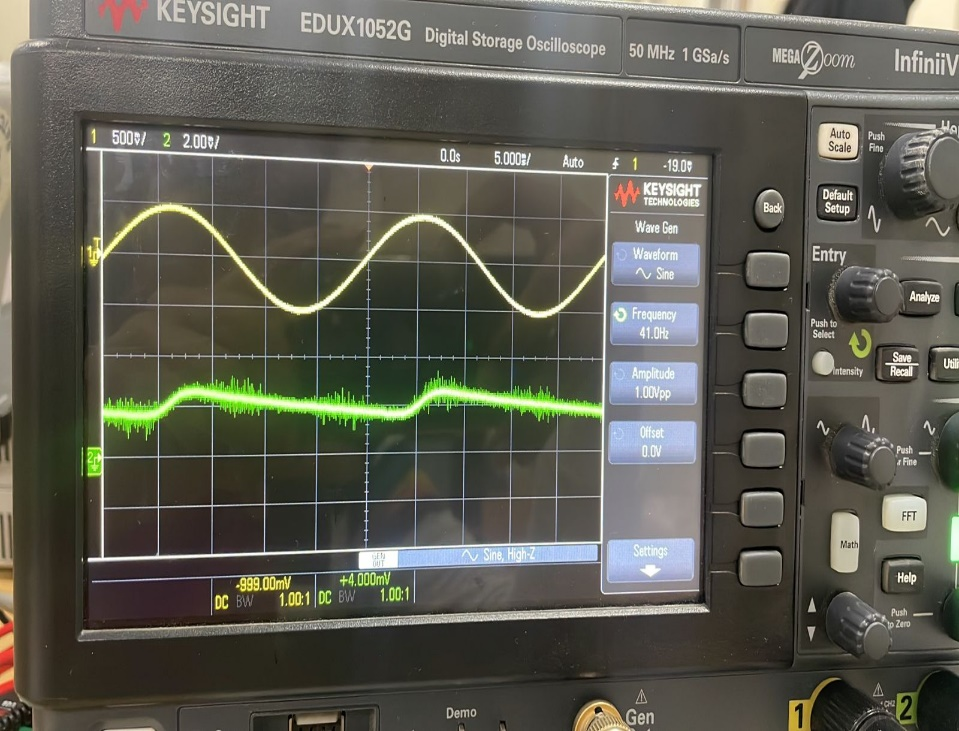 KEYSIGHT EDUX1052G Digital Storage Oscilloscope 50 MHz 1 GSa/s MEGA Zoom InfiniiV
1 500mV/ 2 2.00V/ 0.0s 5.000ms/ Auto 1 -19.0V
KEYSIGHT
TECHNOLOGIES
Wave Gen
Waveform
Sine
Frequency
41.0Hz
Amplitude
1.00Vpp
Offset
0.0V
Settings
1
T
2
GEN
OUT
Sine, High-Z
-999.00mV
DC BW 1.00:1
+4.000mV
DC BW 1.00:1
Back
Auto
Scale
Push
Fine
Default
Setup
Entry
Push to
Select
Intensity
Analyze
Save
Recall
Push
Fine
FFT
Math
Help
Push
to Zero
Demo
Gen
1
2